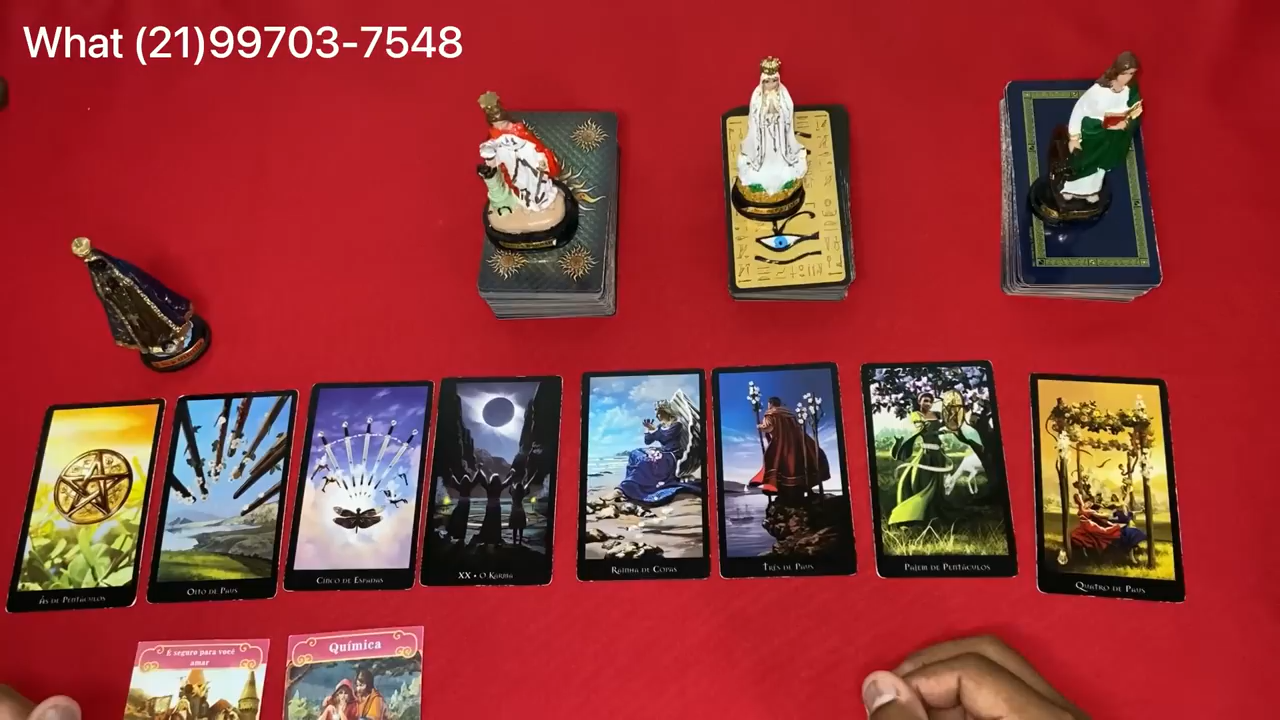 What (21)99703-7548
Ás de Pentáculos
Oito de Paus
Cinco de Espadas
XX • O Karma
Rainha de Copas
Três de Paus
Pajem de Pentáculos
Quatro de Paus
É seguro para você
amar
Química